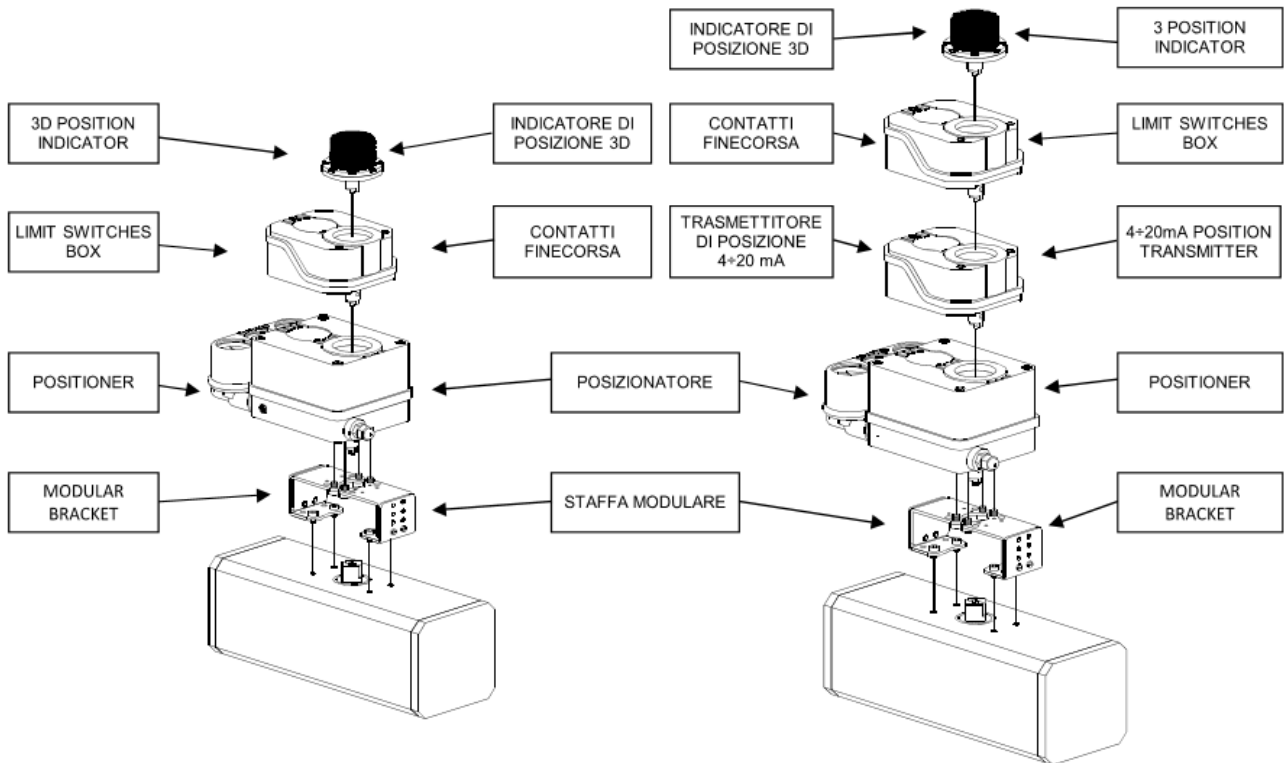 INDICATORE DI
POSIZIONE 3D
3 POSITION
INDICATOR
3D POSITION
INDICATOR
INDICATORE DI
POSIZIONE 3D
CONTATTI
FINECORSA
LIMIT SWITCHES
BOX
LIMIT SWITCHES
BOX
CONTATTI
FINECORSA
TRASMETTITORE
DI POSIZIONE
4÷20 mA
4÷20mA POSITION
TRANSMITTER
POSITIONER
POSIZIONATORE
POSITIONER
MODULAR
BRACKET
STAFFA MODULARE
MODULAR
BRACKET